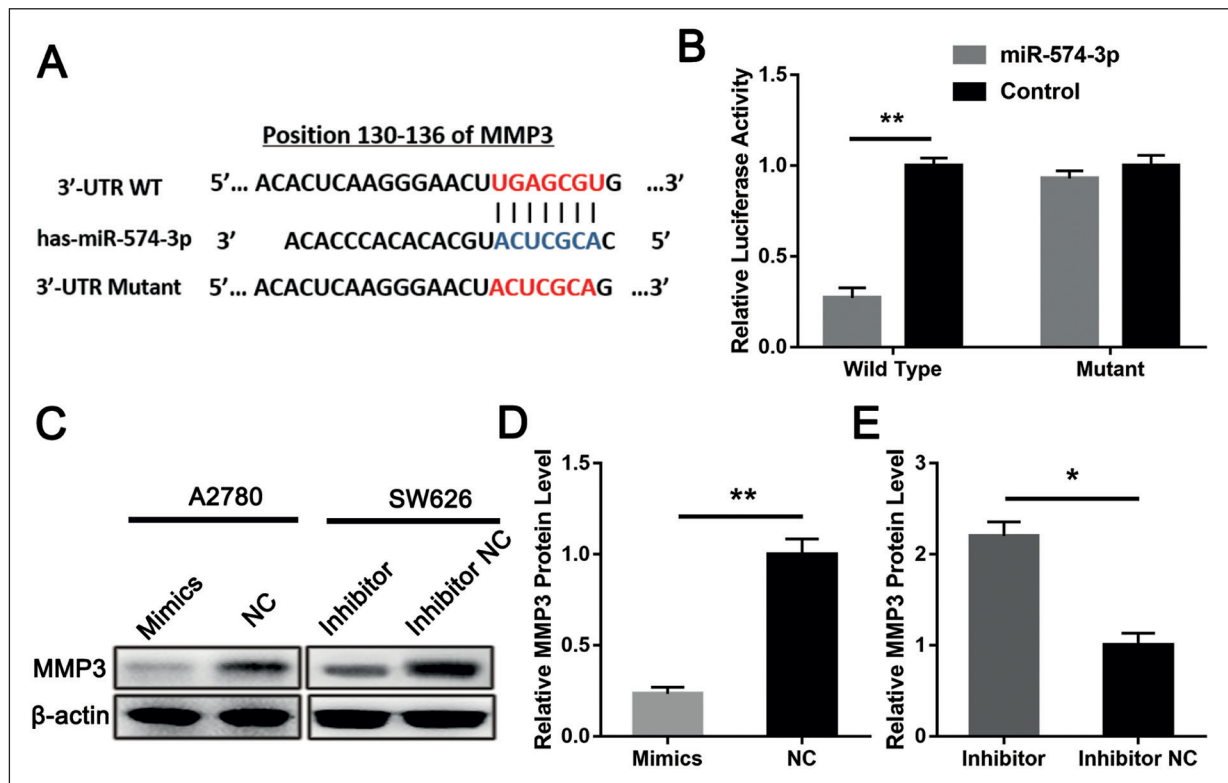 A
Position 130-136 of MMP3
3'-UTR WT 5'... ACACUCAAGGGAACUUGAGCGUG ...3'
has-miR-574-3p 3' ACACCCACACACGUACUCGCAC 5'
3'-UTR Mutant 5'... ACACUCAAGGGAACUACUCGCAG ...3'
B
miR-574-3p
Control
Relative Luciferase Activity
1.5
1.0
0.5
0.0
**
Wild Type Mutant
C
A2780 SW626
Mimics NC Inhibitor Inhibitor NC
MMP3
β-actin
D
Relative MMP3 Protein Level
1.5
1.0
0.5
0.0
**
Mimics NC
E
Relative MMP3 Protein Level
3
2
1
0
*
Inhibitor Inhibitor NC